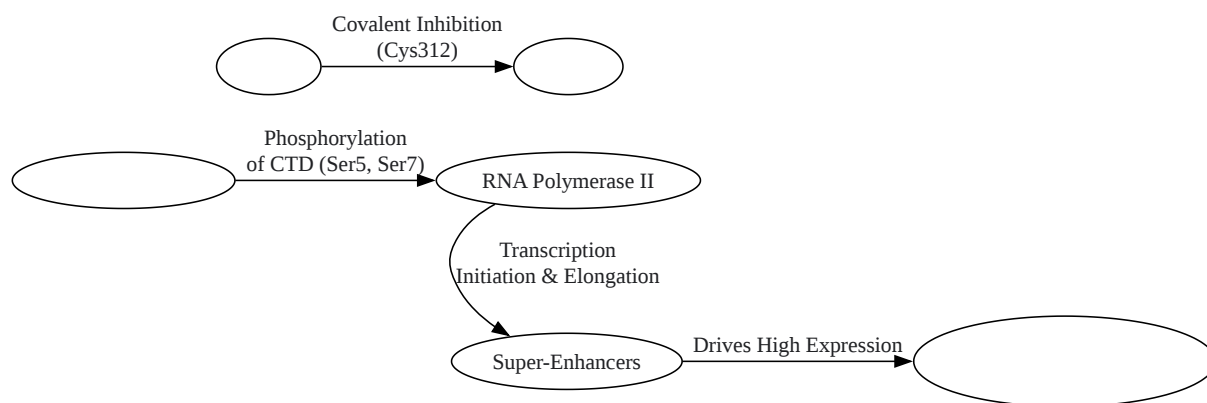 Covalent Inhibition
(Cys312)
Phosphorylation
of CTD (Ser5, Ser7)
RNA Polymerase II
Transcription
Initiation & Elongation
Super-Enhancers
Drives High Expression